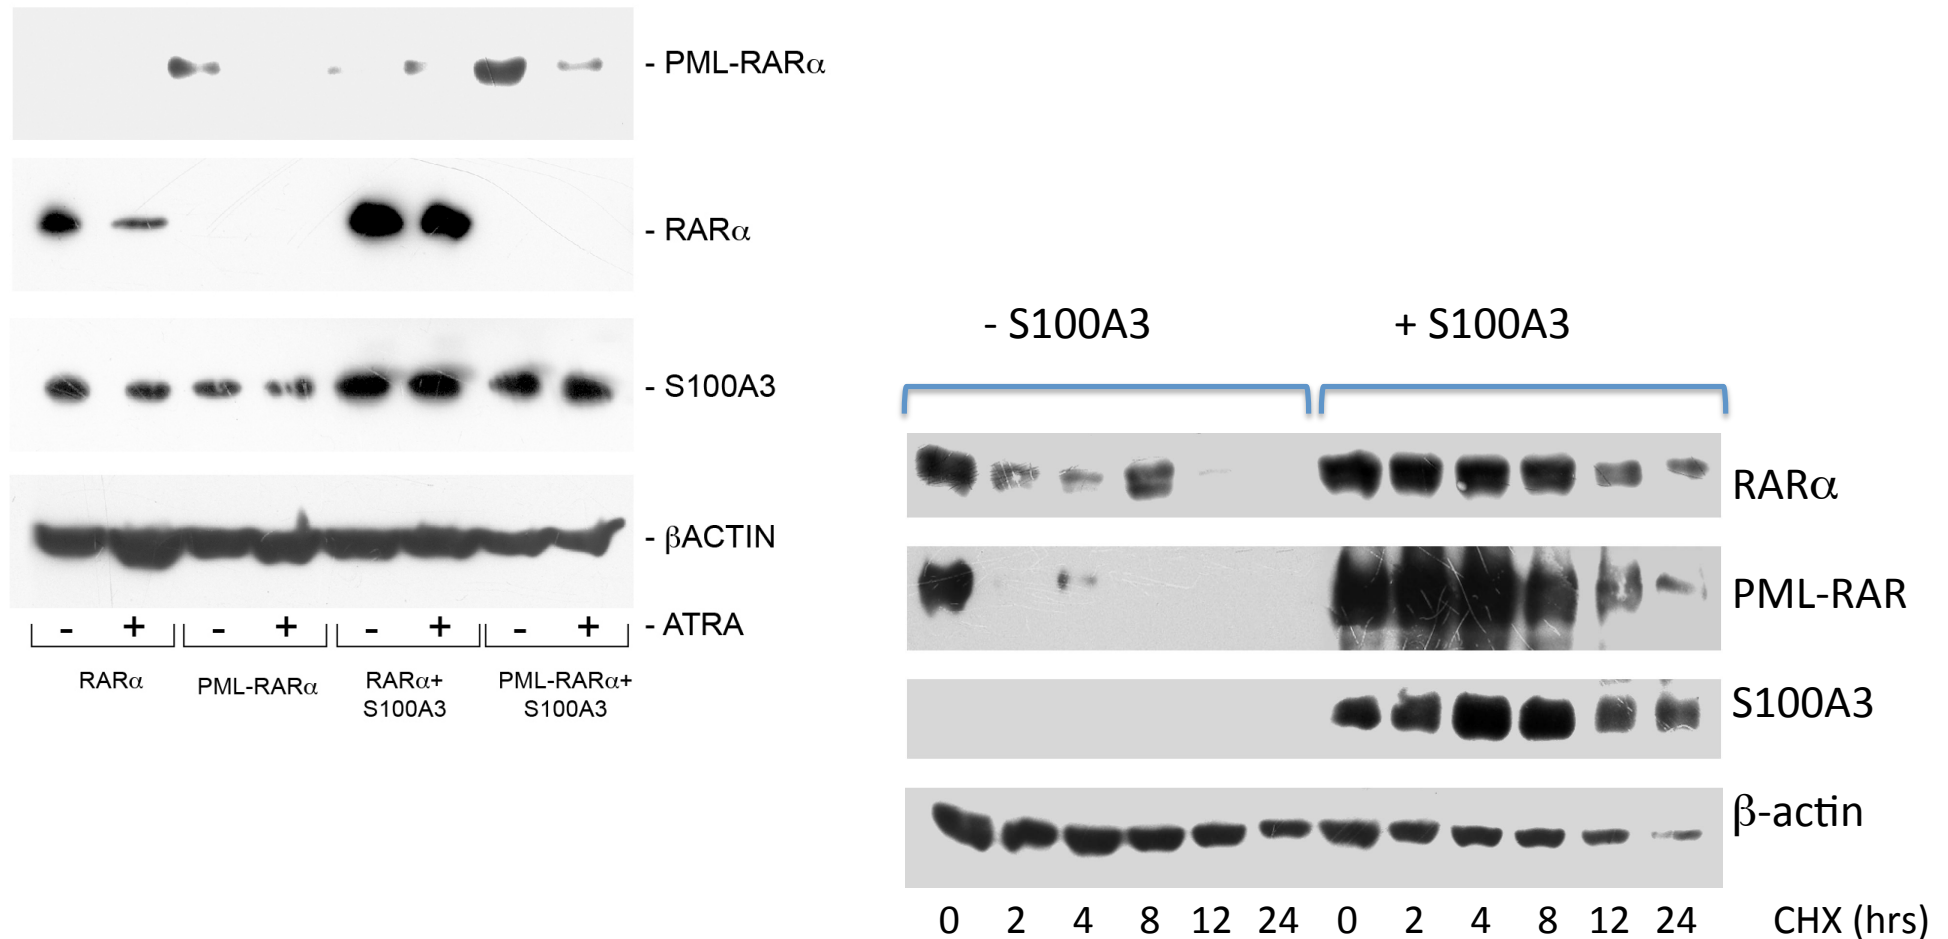 - PML-RARα
- RARα
- S100A3
- βACTIN
- + - + - + - + - ATRA
RARα PML-RARα RARα+ PML-RARα+
S100A3 S100A3
- S100A3 + S100A3
RARα
PML-RAR
S100A3
β-actin
0 2 4 8 12 24 0 2 4 8 12 24 CHX (hrs)